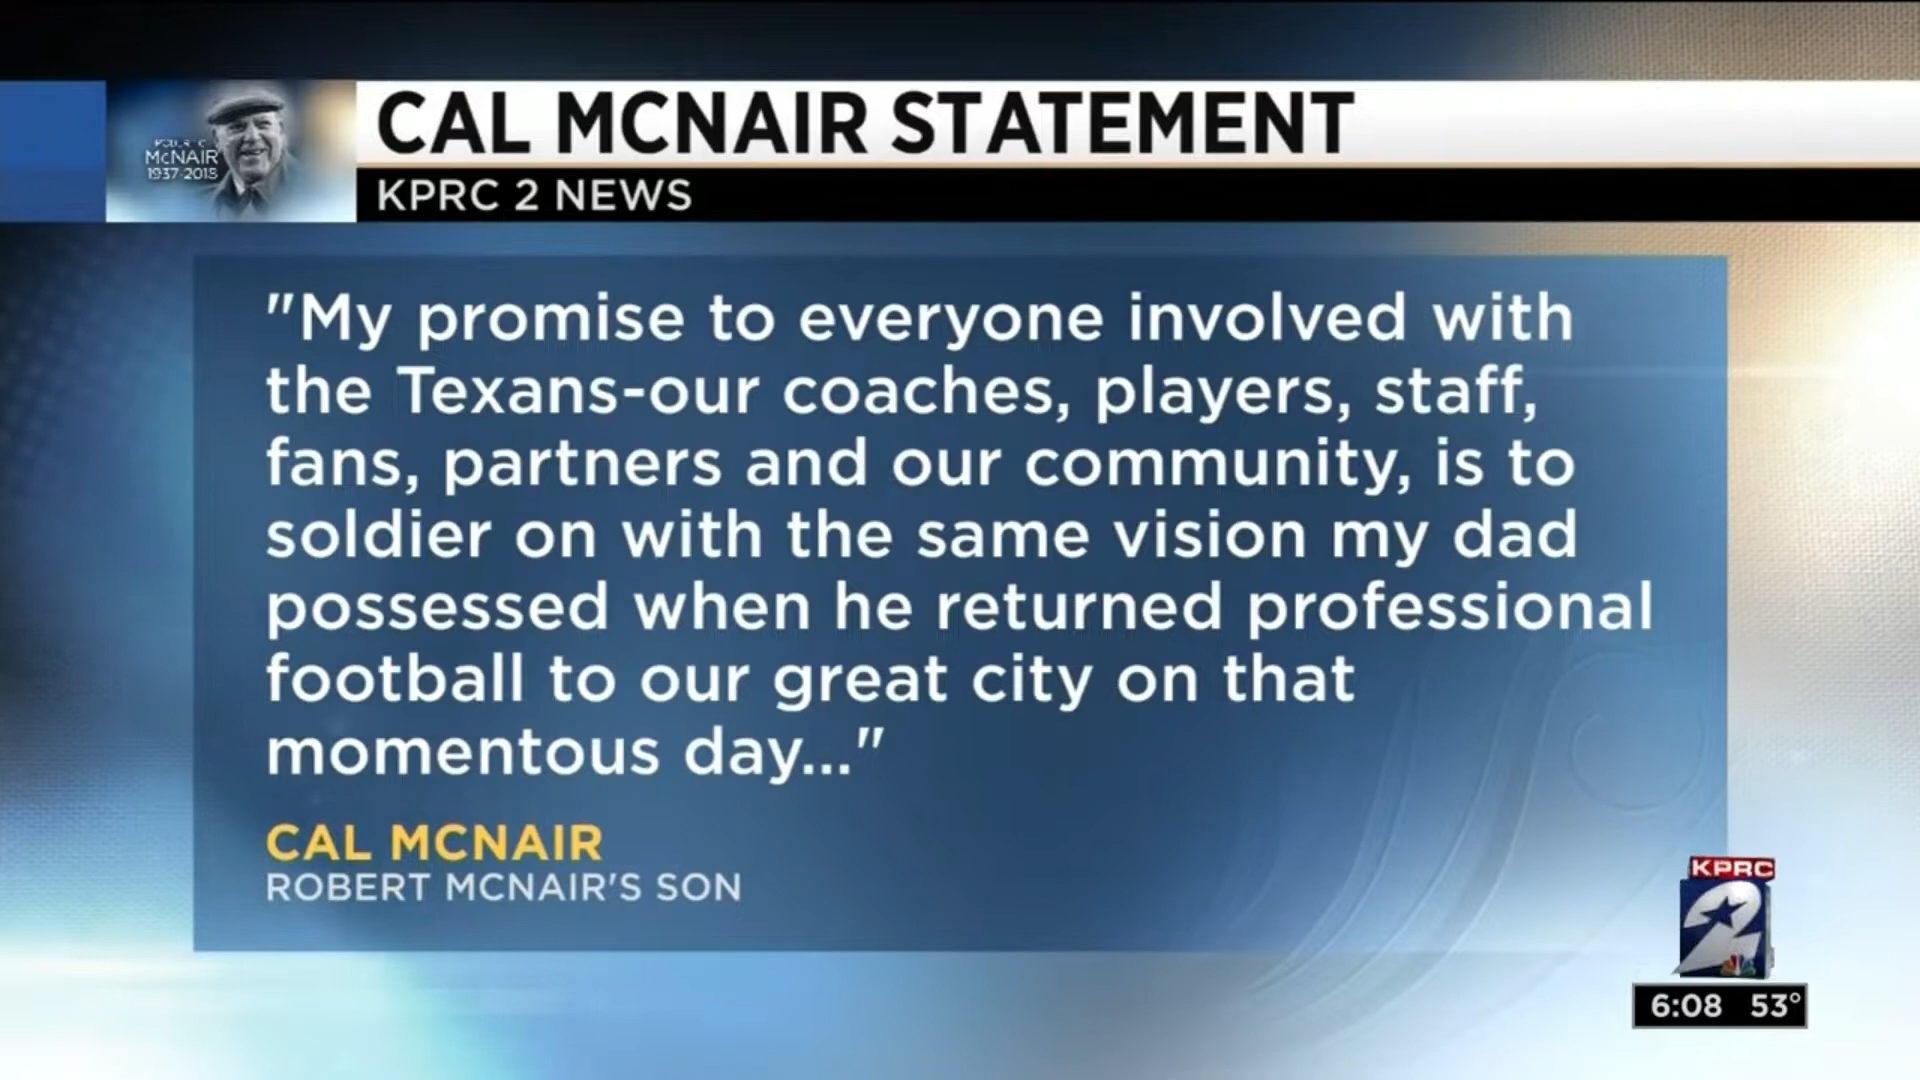 CAL MCNAIR STATEMENT
McNAIR
1937-2018
KPRC 2 NEWS
"My promise to everyone involved with
the Texans-our coaches, players, staff,
fans, partners and our community, is to
soldier on with the same vision my dad
possessed when he returned professional
football to our great city on that
momentous day..."
CAL MCNAIR
ROBERT MCNAIR'S SON
KPRC
2
6:08 53°